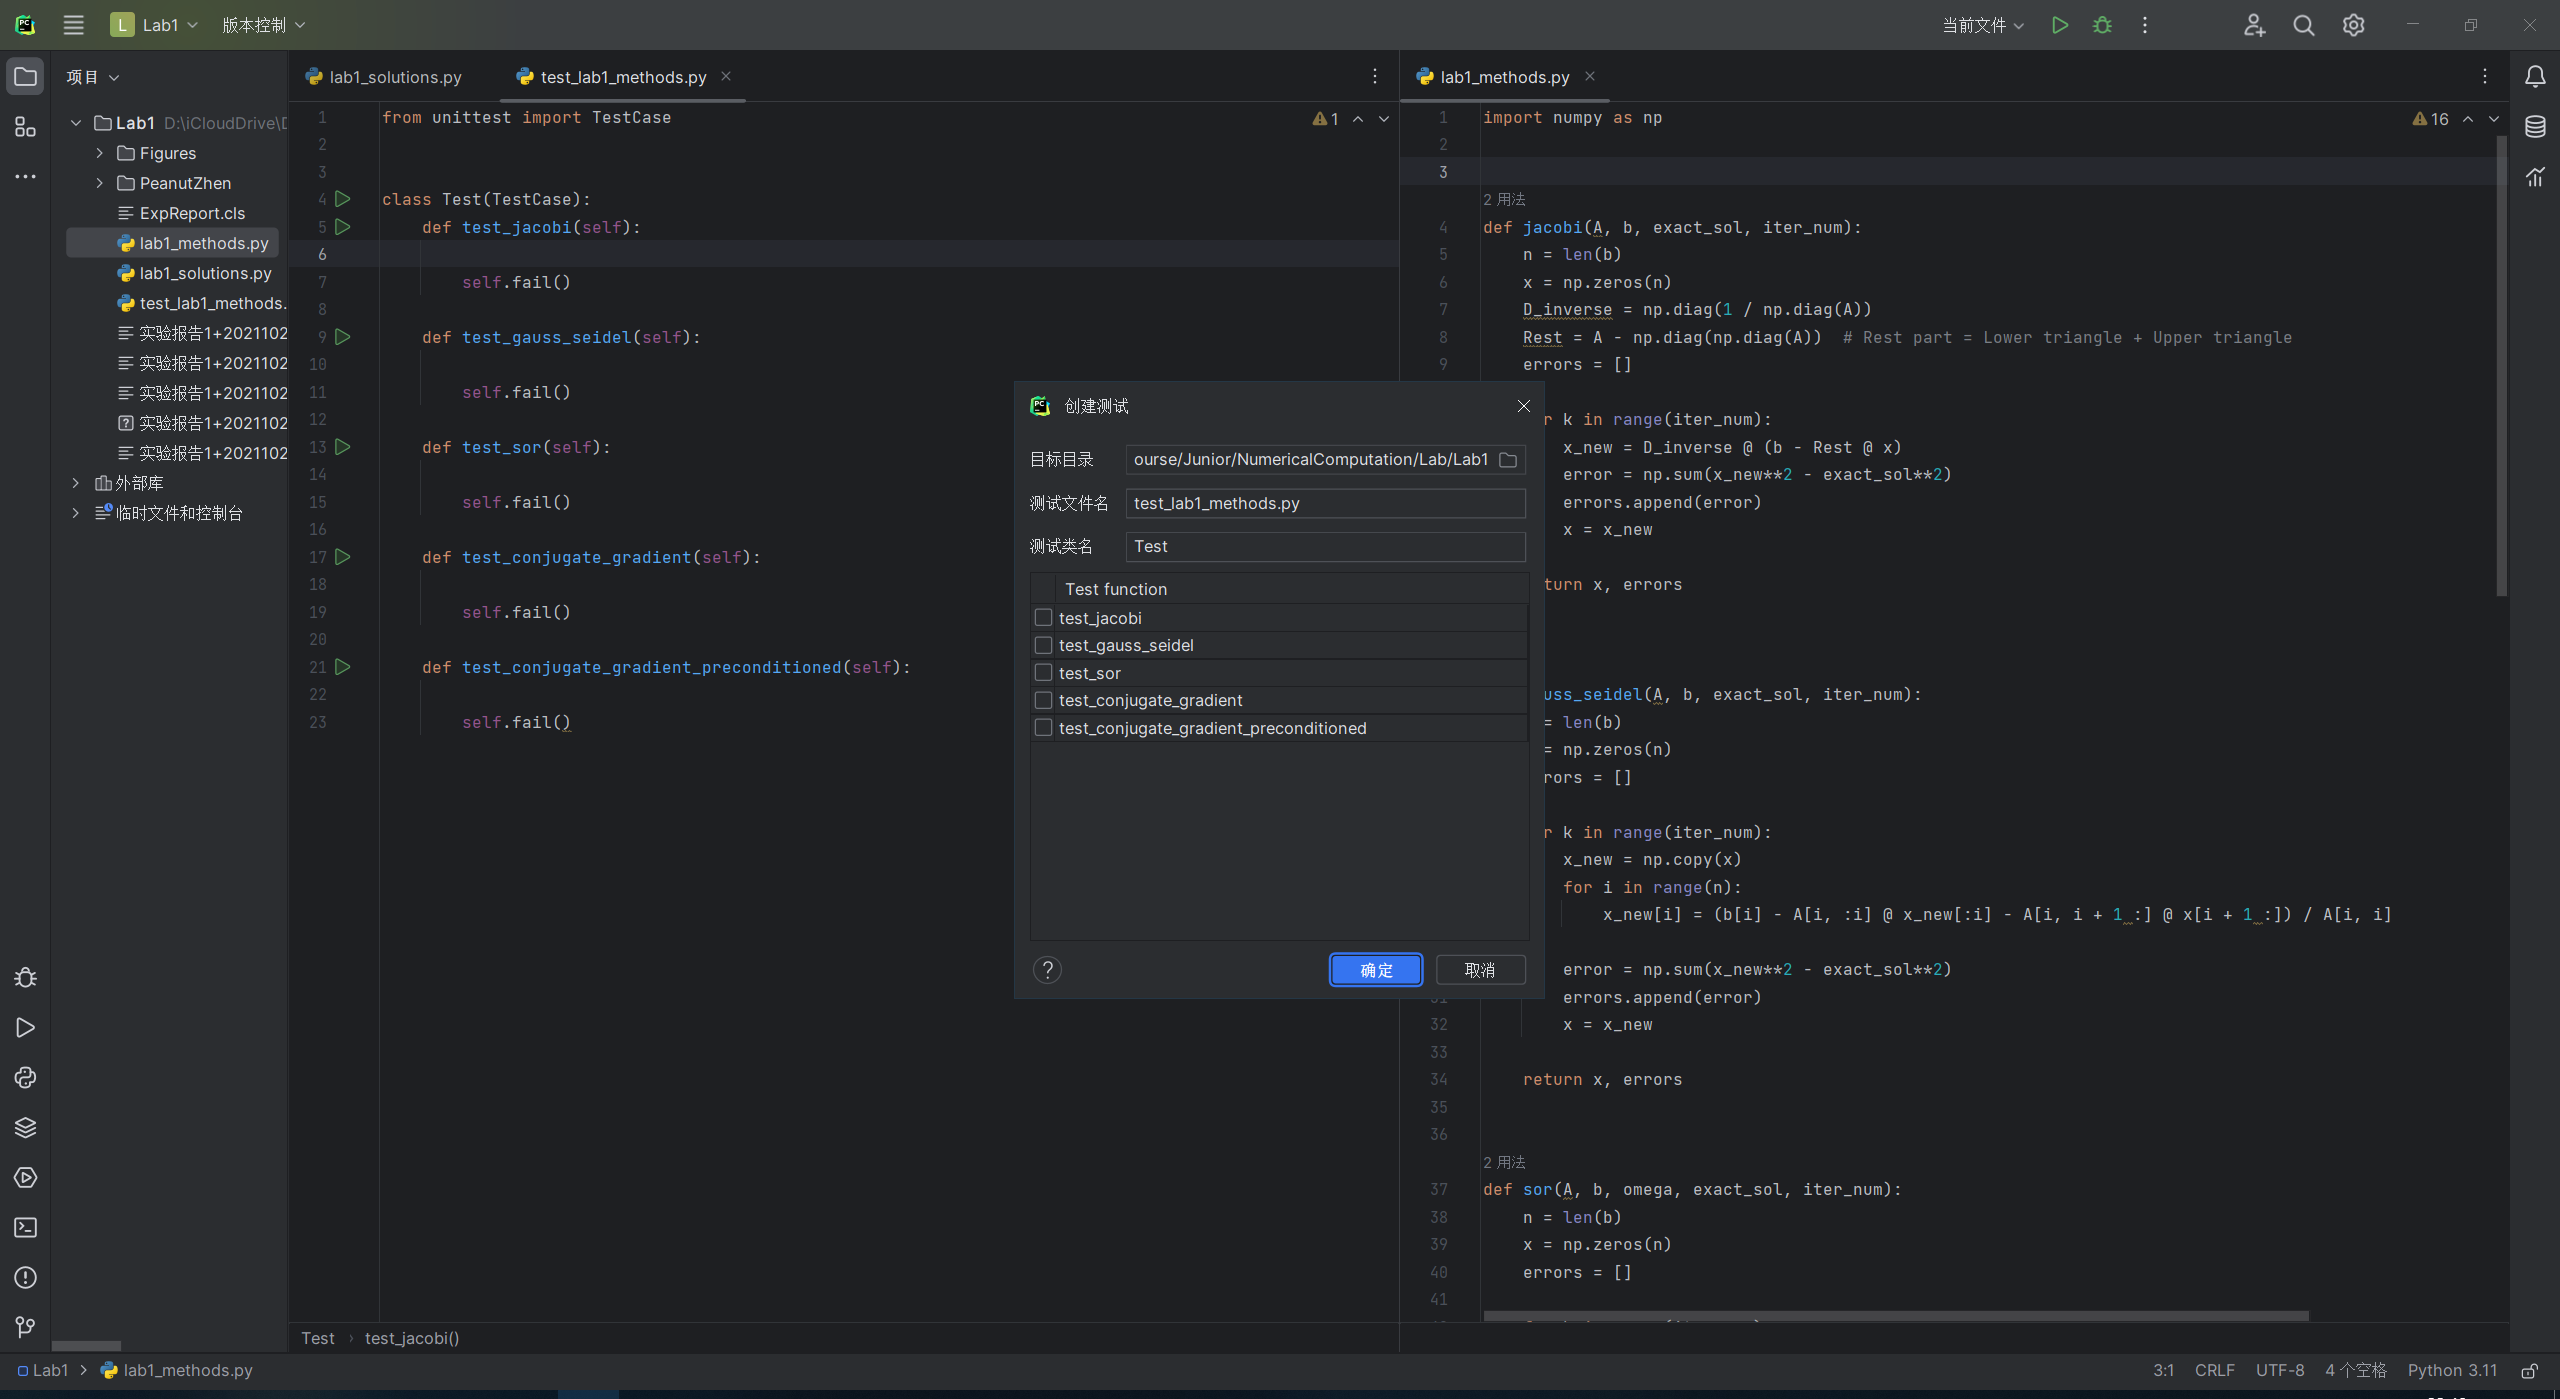 L Lab1 版本控制 当前文件
项目
Lab1 D:\iCloudDrive\
Figures
PeanutZhen
ExpReport.cls
lab1_methods.py
lab1_solutions.py
test_lab1_methods.
实验报告1+2021102
实验报告1+2021102
实验报告1+2021102
实验报告1+2021102
实验报告1+2021102
外部库
临时文件和控制台
lab1_solutions.py test_lab1_methods.py
1 from unittest import TestCase
2
3
4 class Test(TestCase):
5 def test_jacobi(self):
6
7 self.fail()
8
9 def test_gauss_seidel(self):
10
11 self.fail()
12
13 def test_sor(self):
14
15 self.fail()
16
17 def test_conjugate_gradient(self):
18
19 self.fail()
20
21 def test_conjugate_gradient_preconditioned(self):
22
23 self.fail()
1
Test › test_jacobi()
创建测试
目标目录 ourse/Junior/NumericalComputation/Lab/Lab1
测试文件名 test_lab1_methods.py
测试类名 Test
Test function
test_jacobi
test_gauss_seidel
test_sor
test_conjugate_gradient
test_conjugate_gradient_preconditioned
? 确定 取消
lab1_methods.py
16
1 import numpy as np
2
3
2 用法
4 def jacobi(A, b, exact_sol, iter_num):
5 n = len(b)
6 x = np.zeros(n)
7 D_inverse = np.diag(1 / np.diag(A))
8 Rest = A - np.diag(np.diag(A)) # Rest part = Lower triangle + Upper triangle
9 errors = []
r k in range(iter_num):
x_new = D_inverse @ (b - Rest @ x)
error = np.sum(x_new**2 - exact_sol**2)
errors.append(error)
x = x_new
turn x, errors
uss_seidel(A, b, exact_sol, iter_num):
= len(b)
= np.zeros(n)
rors = []
r k in range(iter_num):
x_new = np.copy(x)
for i in range(n):
x_new[i] = (b[i] - A[i, :i] @ x_new[:i] - A[i, i + 1 :] @ x[i + 1 :]) / A[i, i]
error = np.sum(x_new**2 - exact_sol**2)
31 errors.append(error)
32 x = x_new
33
34 return x, errors
35
36
2 用法
37 def sor(A, b, omega, exact_sol, iter_num):
38 n = len(b)
39 x = np.zeros(n)
40 errors = []
41
Lab1 › lab1_methods.py
3:1 CRLF UTF-8 4 个空格 Python 3.11